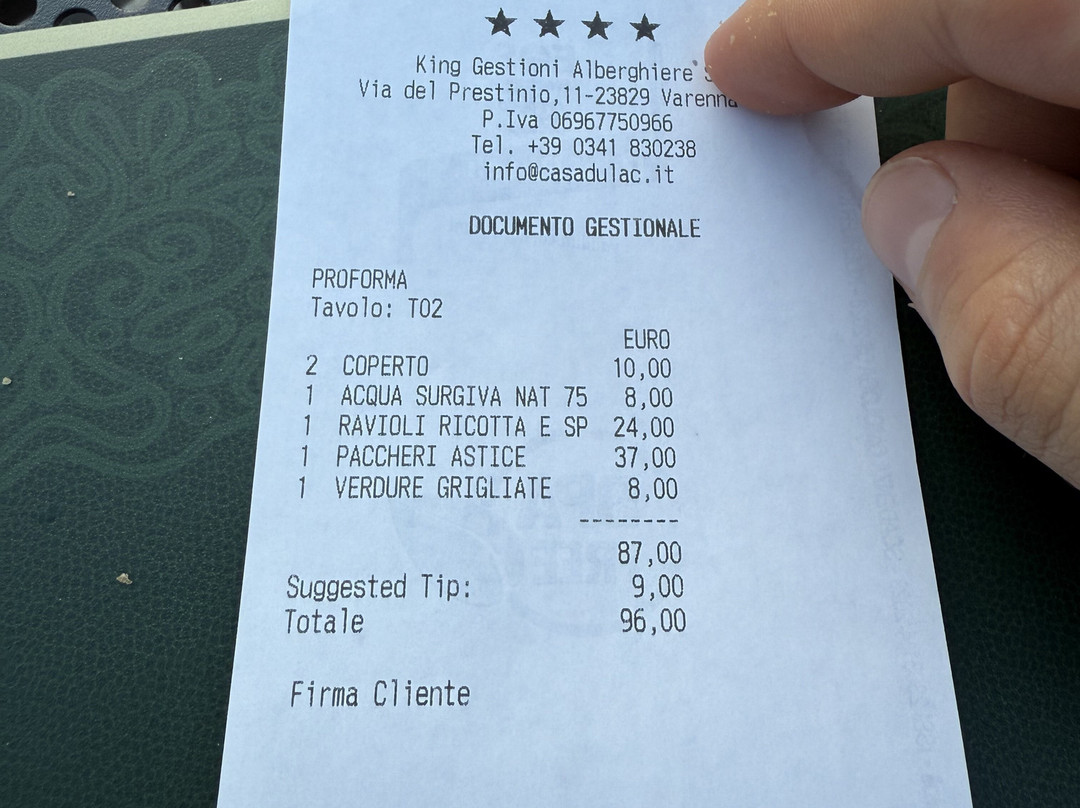 ★ ★ ★ ★
King Gestioni Alberghiere
Via del Prestinio,11-23829 Varenna
P.Iva 06967750966
Tel. +39 0341 830238
info@casadulac.it
DOCUMENTO GESTIONALE
PROFORMA
Tavolo: T02
EURO
2 COPERTO 10,00
1 ACQUA SURGIVA NAT 75 8,00
1 RAVIOLI RICOTTA E SP 24,00
1 PACCHERI ASTICE 37,00
1 VERDURE GRIGLIATE 8,00
--------
87,00
Suggested Tip: 9,00
Totale 96,00
Firma Cliente